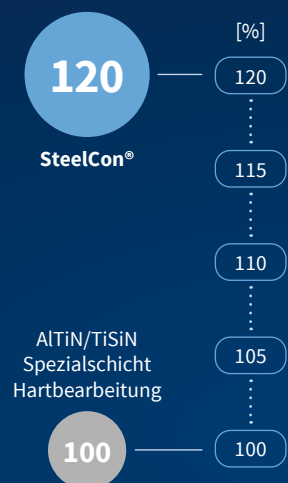 [%]
120
120
SteelCon®
115
110
105
AlTiN/TiSiN
Spezialschicht
Hartbearbeitung
100
100